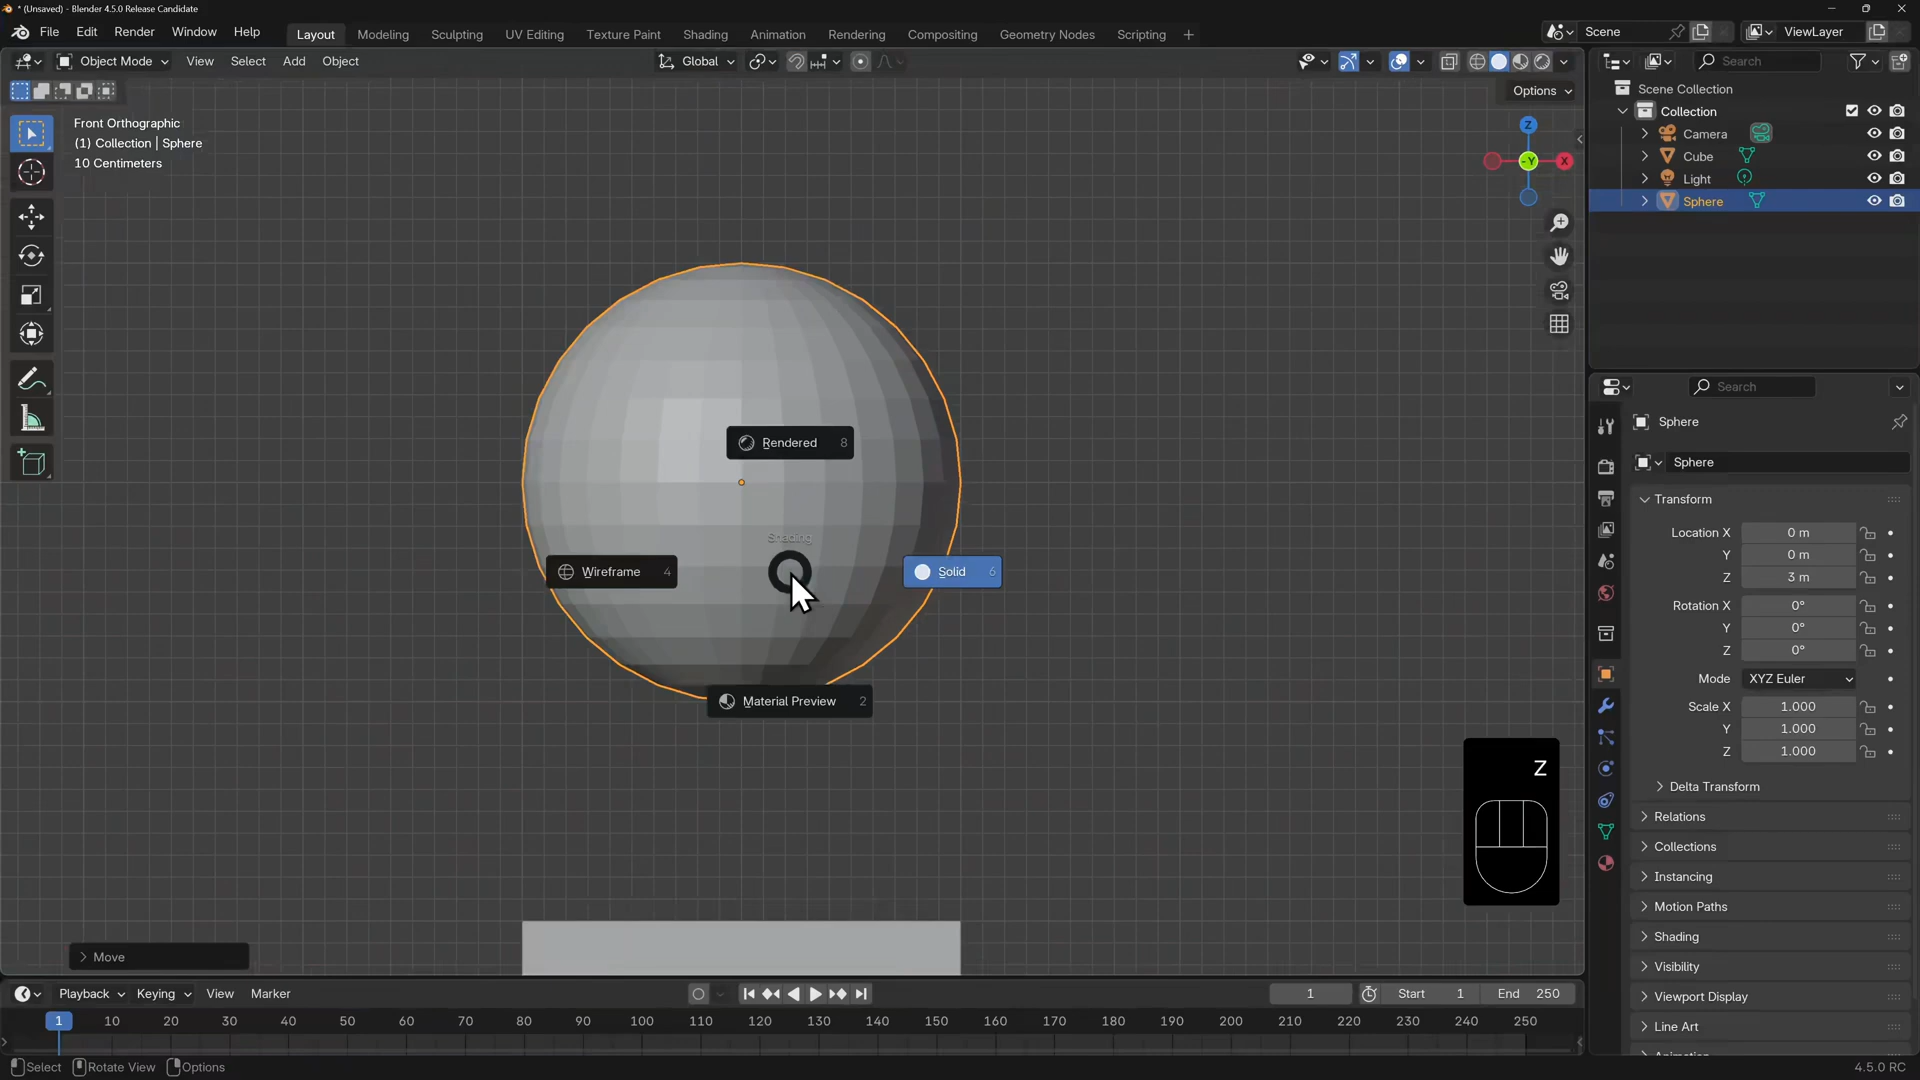 * (Unsaved) - Blender 4.5.0 Release Candidate
File Edit Render Window Help
Layout Modeling Sculpting UV Editing Texture Paint Shading Animation Rendering Compositing Geometry Nodes Scripting +
Scene
ViewLayer
Object Mode View Select Add Object
Global
Options
Front Orthographic
(1) Collection | Sphere
10 Centimeters
Z
-Y
X
Rendered 8
Shading
Wireframe 4
Solid 6
Material Preview 2
Z
> Move
Search
Scene Collection
Collection
Camera
Cube
Light
Sphere
Search
Sphere
Sphere
Transform
Location X 0 m
Y 0 m
Z 3 m
Rotation X 0°
Y 0°
Z 0°
Mode XYZ Euler
Scale X 1.000
Y 1.000
Z 1.000
Delta Transform
Relations
Collections
Instancing
Motion Paths
Shading
Visibility
Viewport Display
Line Art
Animation
Playback Keying View Marker
1
Start 1
End 250
1 10 20 30 40 50 60 70 80 90 100 110 120 130 140 150 160 170 180 190 200 210 220 230 240 250
Select Rotate View Options
4.5.0 RC